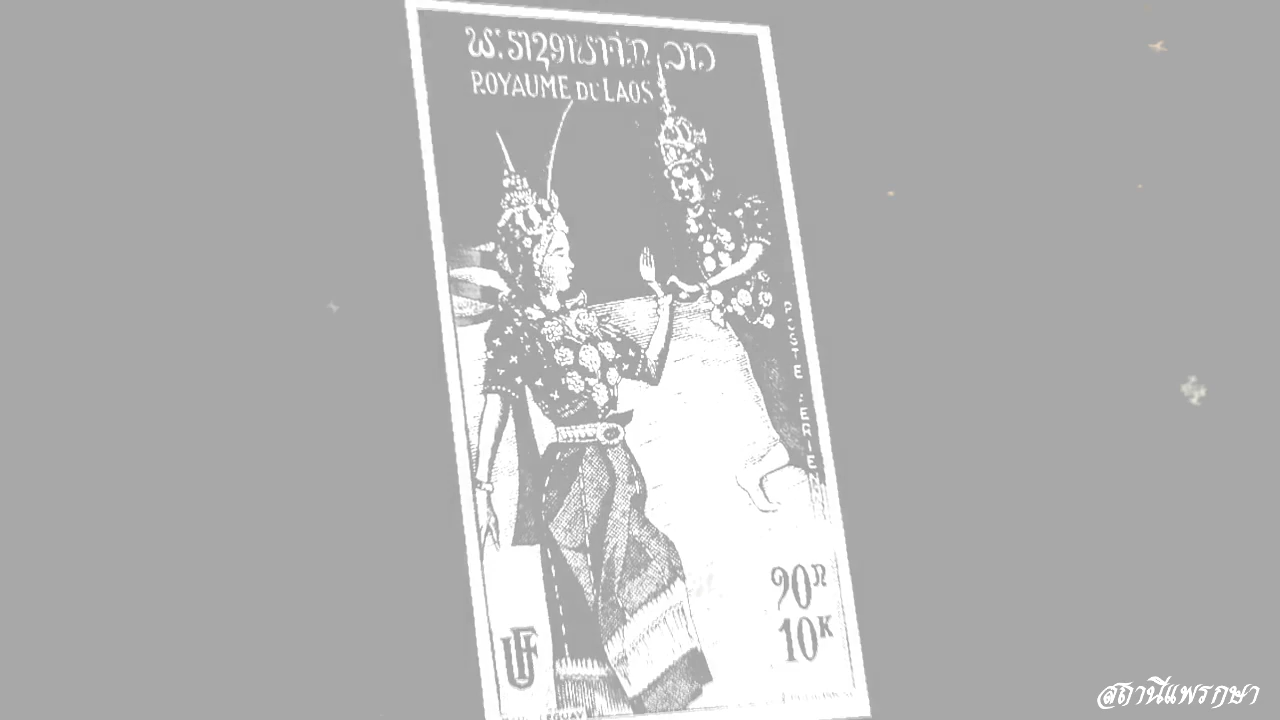 ພຣະຣາຊອານາຈັກ ລາວ
ROYAUME DU LAOS
POSTE AERIENNE
໑໐ກ
10K
UF
สถานีแพรกษา